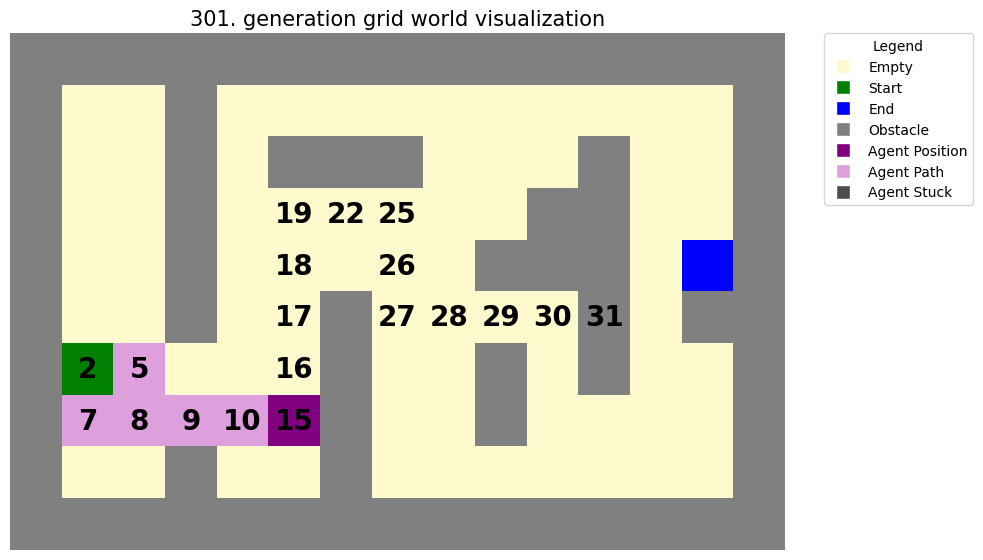 301. generation grid world visualization
Legend
Empty
Start
End
Obstacle
Agent Position
Agent Path
Agent Stuck
19 22 25
18 26
17 27 28 29 30 31
2 5 16
7 8 9 10 15